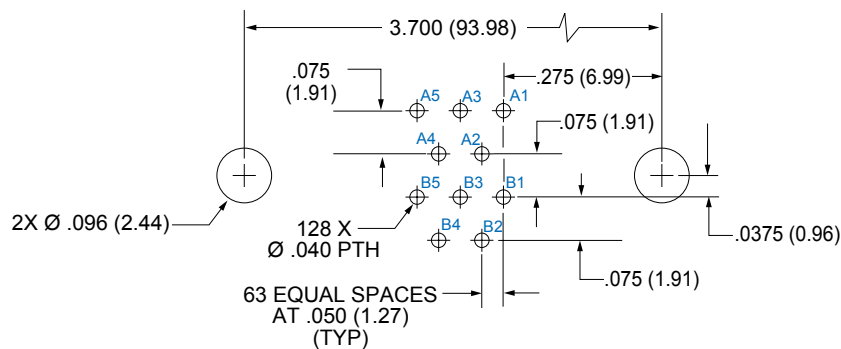 3.700 (93.98)
.075
(1.91)
.275 (6.99)
A5
A3
A1
.075 (1.91)
A4
A2
B5
B3
B1
2X Ø .096 (2.44)
128 X
Ø .040 PTH
B4
B2
.0375 (0.96)
.075 (1.91)
63 EQUAL SPACES
AT .050 (1.27)
(TYP)